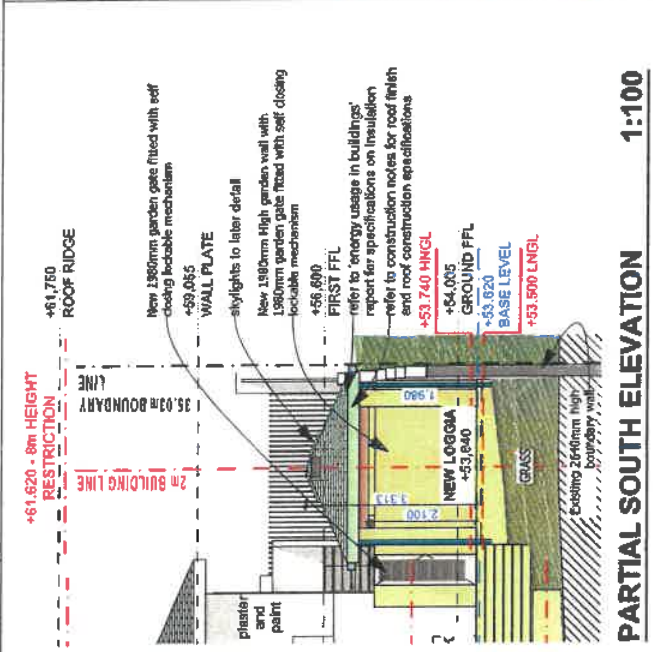 +61.620 - 8m HEIGHT
RESTRICTION
+61,760
ROOF RIDGE
2m BUILDING LINE
35.03m BOUNDARY
LINE
New 1980mm garden gate fitted with self
closing lockable mechanism
+59,055
WALL PLATE
skylights to later detail
New 1980mm High garden wall with
1980mm garden gate fitted with self closing
lockable mechanism
+56,600
FIRST FFL
refer to 'energy usage in buildings'
report for specifications on insulation
refer to construction notes for roof finish
and roof construction specifications
+53.740 HNGL
+54,005
GROUND FFL
+53.620
BASE LEVEL
+53.500 LNGL
plaster
and
paint
3.313
2.100
1,980
NEW LOGGIA
+53,840
GRASS
Existing 2640mm high
boundary wall
PARTIAL SOUTH ELEVATION 1:100